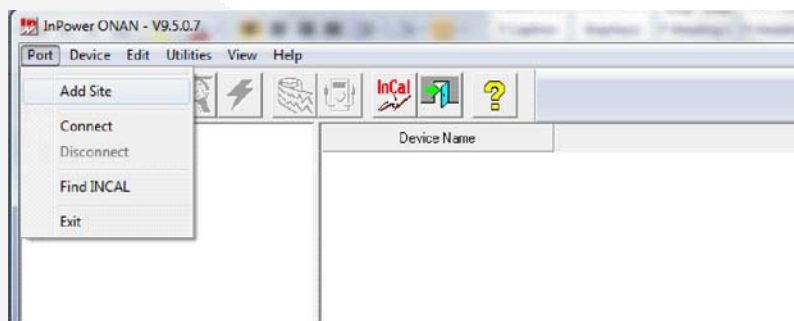 InPower ONAN - V9.5.0.7
Port Device Edit Utilities View Help
Add Site
Connect
Disconnect
Find INCAL
Exit
InCal
?
Device Name